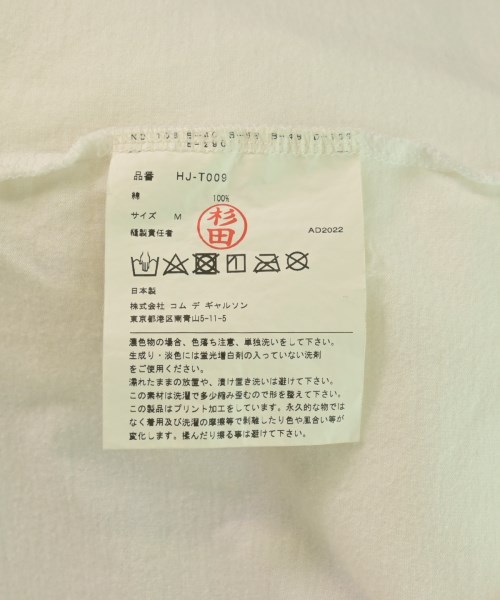 品番 HJ-T009
綿 100%
サイズ M
杉田
縫製責任者 AD2022
日本製
株式会社 コム デ ギャルソン
東京都港区南青山5-11-5
濃色物の場合、色落ち注意、単独洗いをして下さい。
生成り・淡色には蛍光増白剤の入っていない洗剤
をご使用ください。
濡れたままの放置や、漬け置き洗いは避けて下さい。
この素材は洗濯で多少縮み歪むので形を整えて下さい。
この製品はプリント加工をしています。永久的な物では
なく着用及び洗濯の摩擦等で剥離したり色や風合い等が
変化します。揉んだり擦る事は避けて下さい。